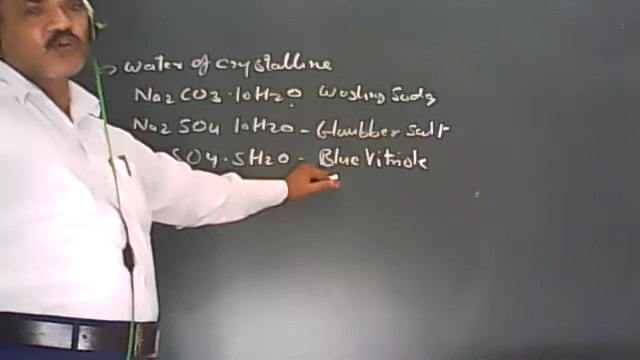 water of crystalline
Na2CO3·10H2O Washing Soda
Na2SO4 10H2O - Glaubber Salt
SO4·5H2O - Blue Vitriole